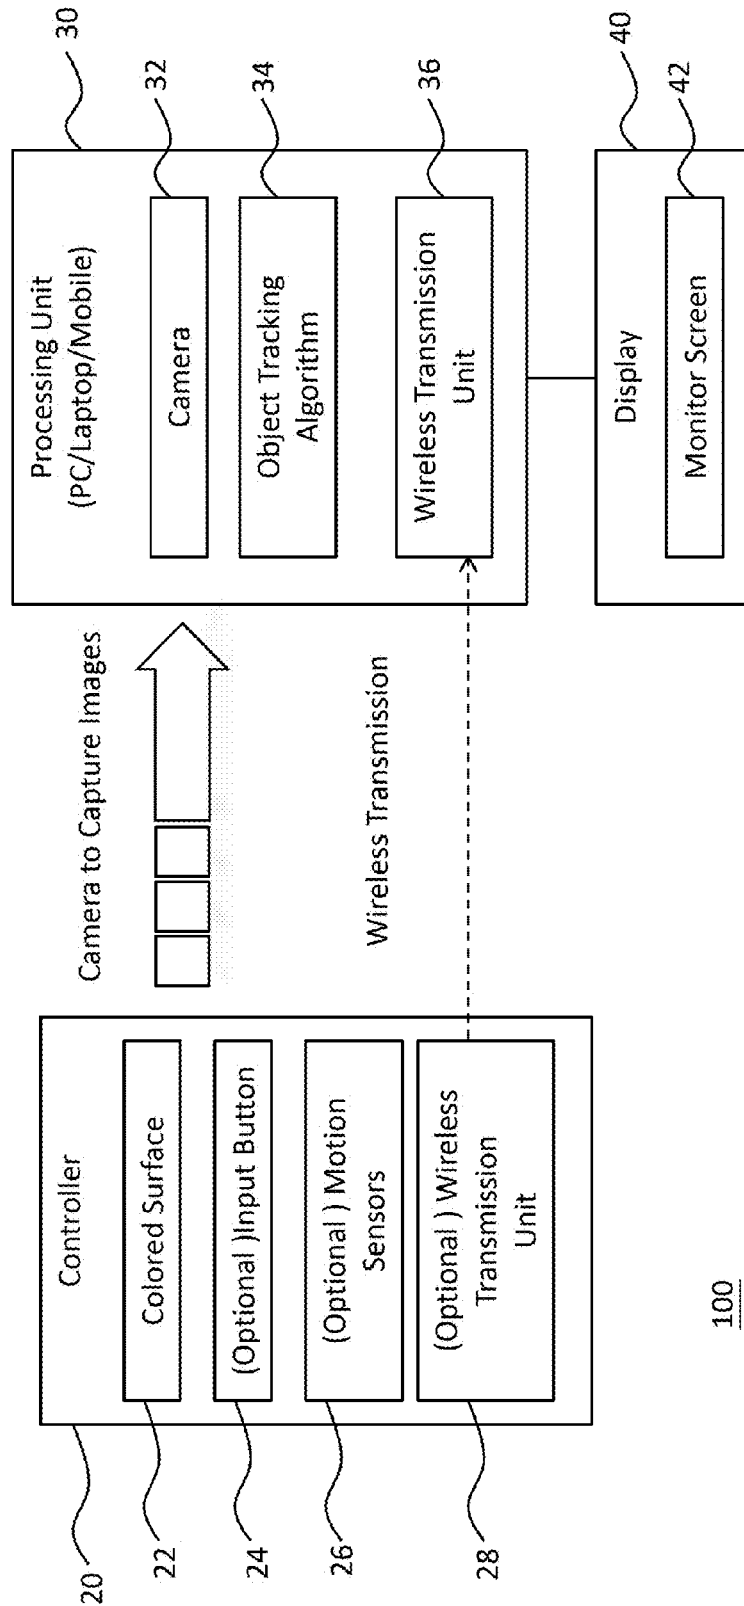 20
Controller
22
Colored Surface
24
(Optional )Input Button
26
(Optional ) Motion
Sensors
28
(Optional ) Wireless
Transmission
Unit
Camera to Capture Images
Wireless Transmission
30
Processing Unit
(PC/Laptop/Mobile)
32
Camera
34
Object Tracking
Algorithm
36
Wireless Transmission
Unit
40
Display
42
Monitor Screen
100